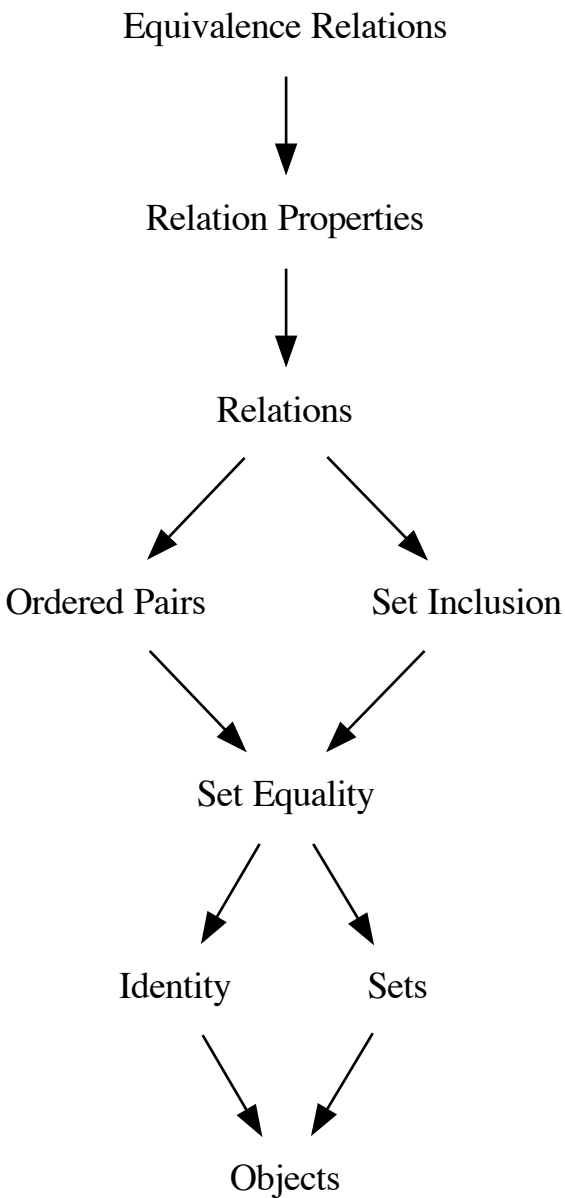 Equivalence Relations
Relation Properties
Relations
Ordered Pairs
Set Inclusion
Set Equality
Identity
Sets
Objects